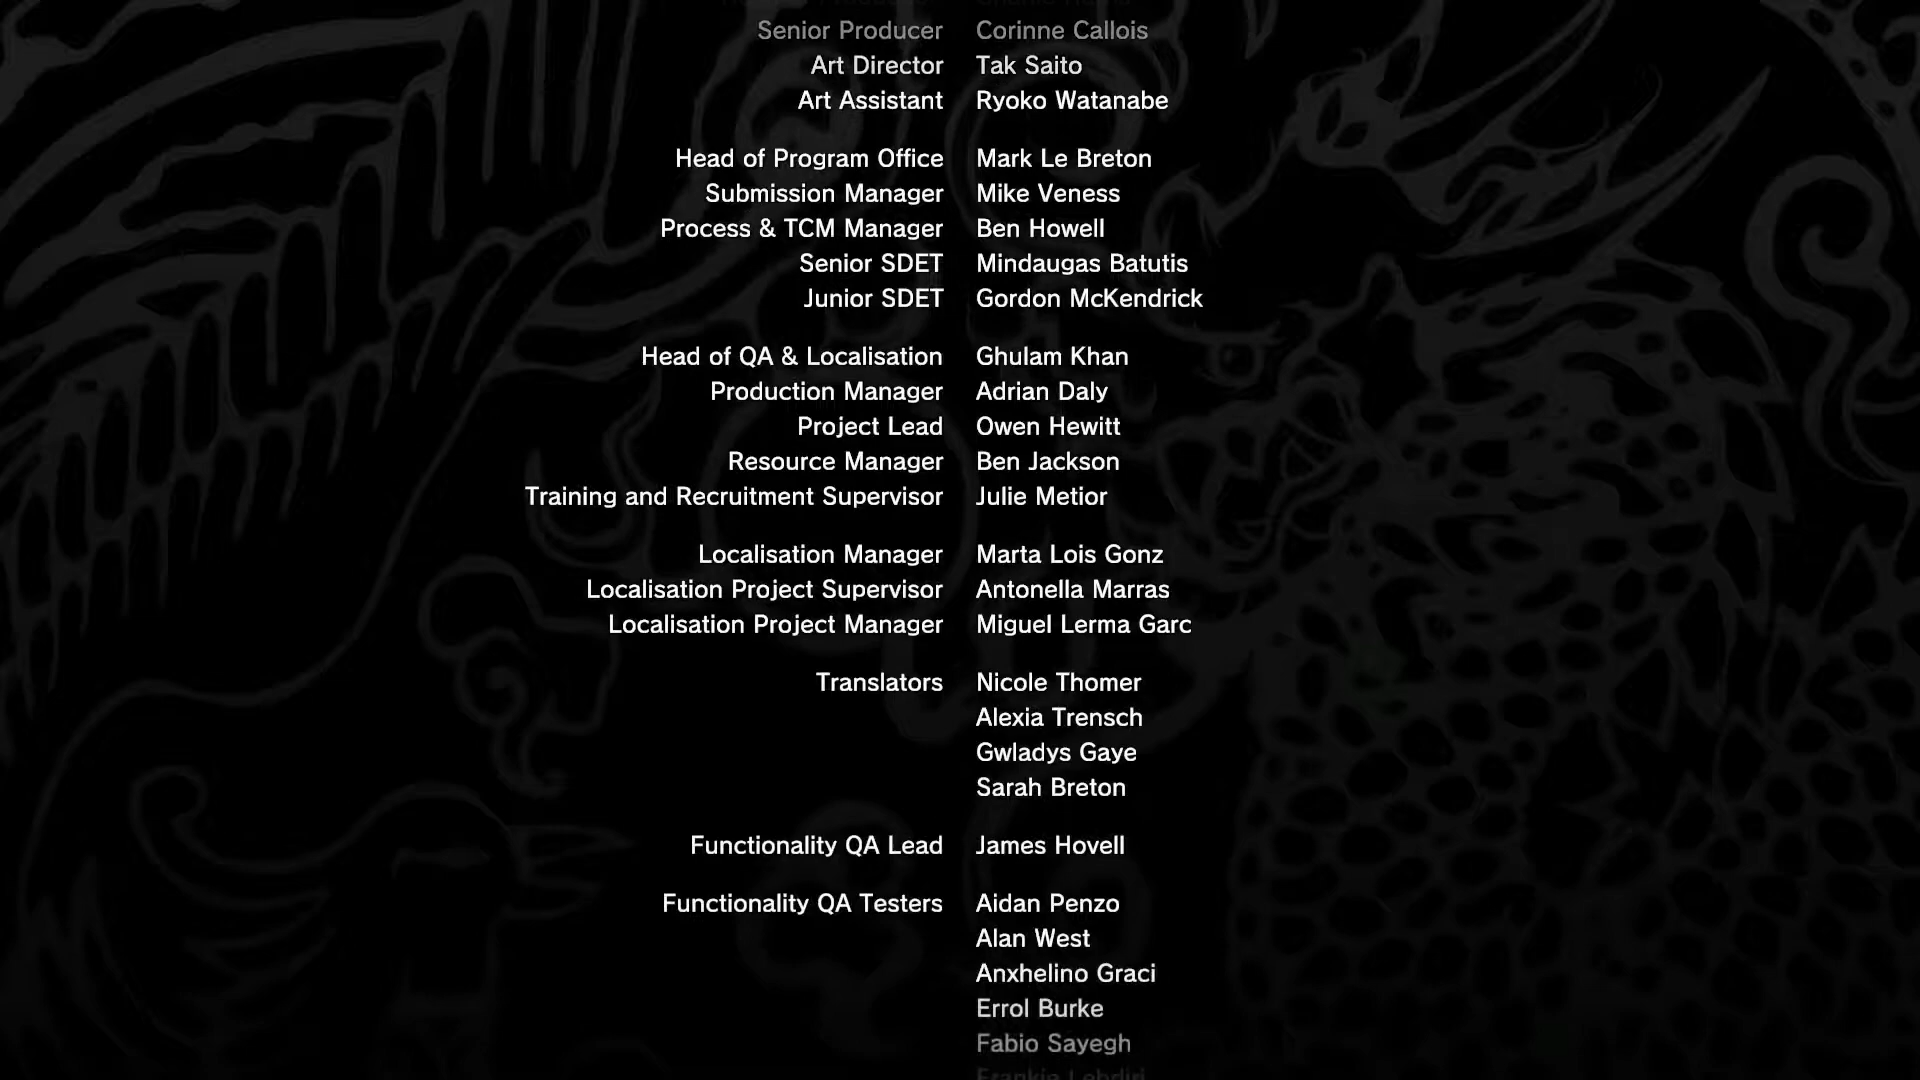 Senior Producer Corinne Callois
Art Director Tak Saito
Art Assistant Ryoko Watanabe
Head of Program Office Mark Le Breton
Submission Manager Mike Veness
Process & TCM Manager Ben Howell
Senior SDET Mindaugas Batutis
Junior SDET Gordon McKendrick
Head of QA & Localisation Ghulam Khan
Production Manager Adrian Daly
Project Lead Owen Hewitt
Resource Manager Ben Jackson
Training and Recruitment Supervisor Julie Metior
Localisation Manager Marta Lois Gonz
Localisation Project Supervisor Antonella Marras
Localisation Project Manager Miguel Lerma Garc
Translators Nicole Thomer
Alexia Trensch
Gwladys Gaye
Sarah Breton
Functionality QA Lead James Hovell
Functionality QA Testers Aidan Penzo
Alan West
Anxhelino Graci
Errol Burke
Fabio Sayegh